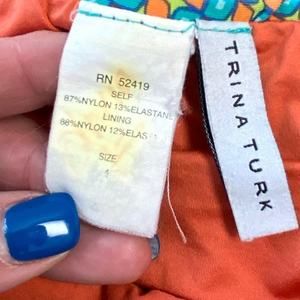 RN 52419
SELF
87%NYLON 13%ELASTANE
LINING
88%NYLON 12%ELAS
SIZE
4
TRINA TURK